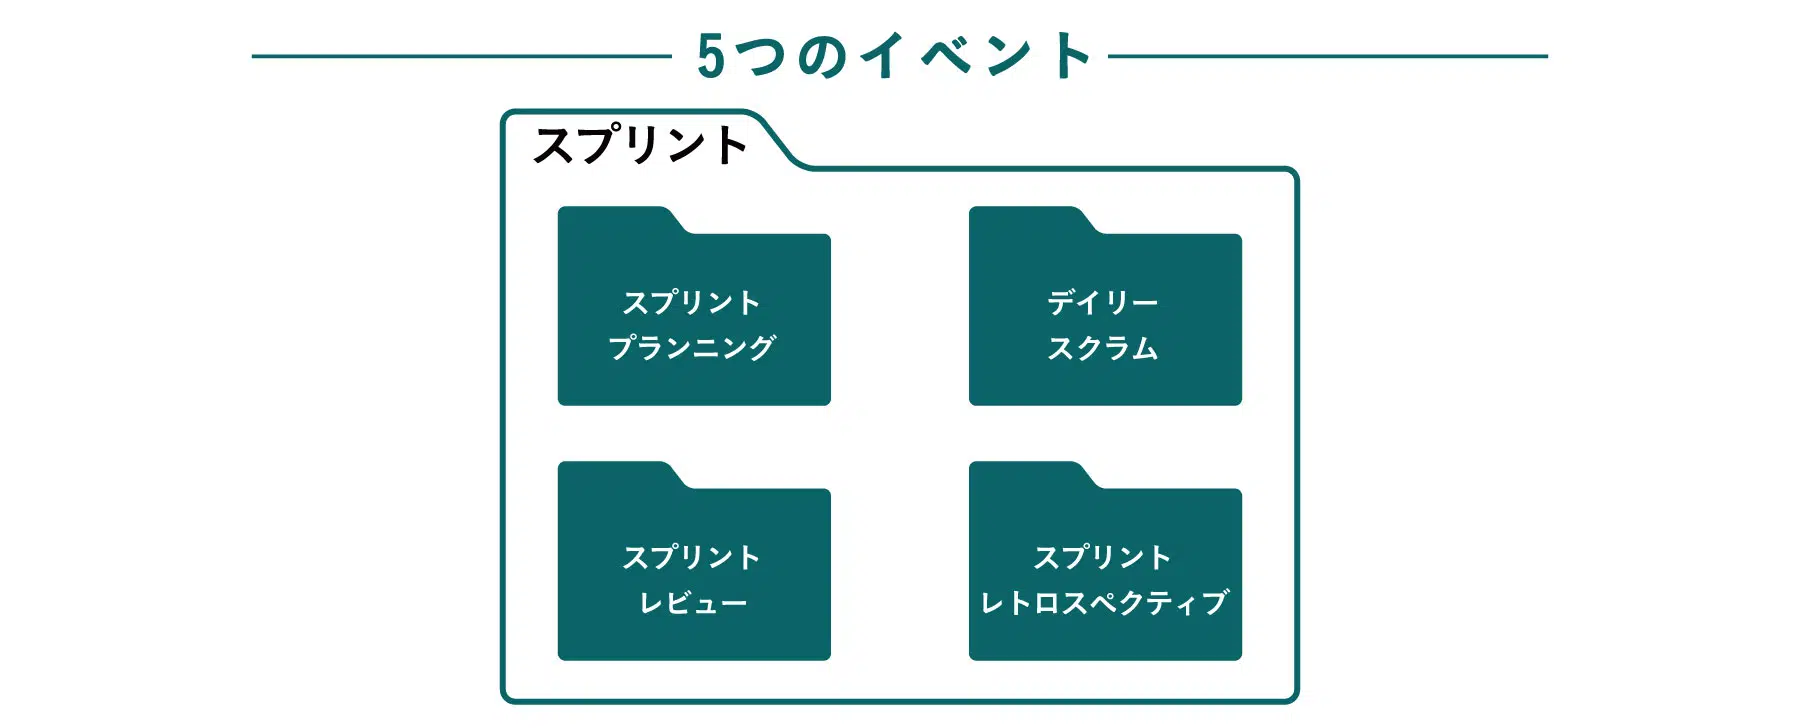 5つのイベント
スプリント
スプリント
プランニング
デイリー
スクラム
スプリント
レビュー
スプリント
レトロスペクティブ